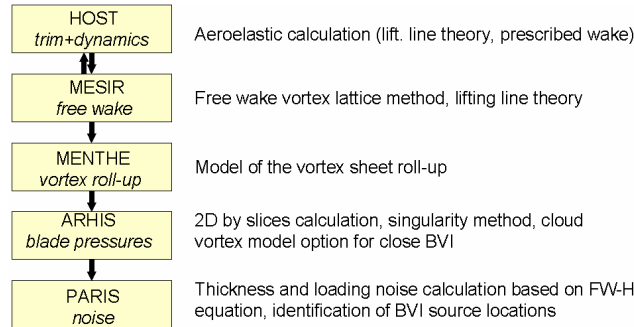 HOST
trim+dynamics
Aeroelastic calculation (lift. line theory, prescribed wake)
MESIR
free wake
Free wake vortex lattice method, lifting line theory
MENTHE
vortex roll-up
Model of the vortex sheet roll-up
ARHIS
blade pressures
2D by slices calculation, singularity method, cloud
vortex model option for close BVI
PARIS
noise
Thickness and loading noise calculation based on FW-H
equation, identification of BVI source locations